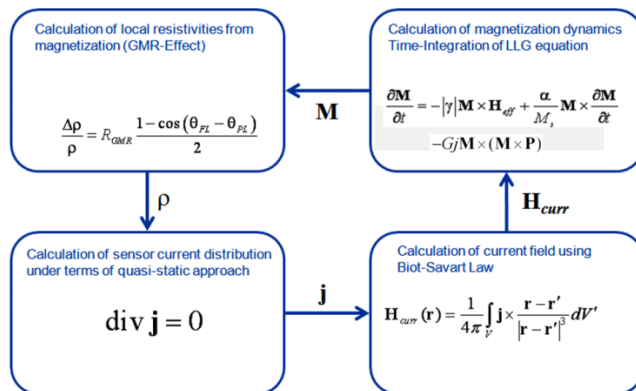 Calculation of local resistivities from
magnetization (GMR-Effect)
Δρ/ρ = R_GMR (1−cos(θ_FL −θ_PL))/2
M
Calculation of magnetization dynamics
Time-Integration of LLG equation
∂M/∂t = −|γ|M×H_eff + α/M_s M×∂M/∂t
−GjM×(M×P)
ρ
H_curr
Calculation of sensor current distribution
under terms of quasi-static approach
div j = 0
j
Calculation of current field using
Biot-Savart Law
H_curr(r) = 1/4π ∫_V j× (r−r′)/|r−r′|³ dV'